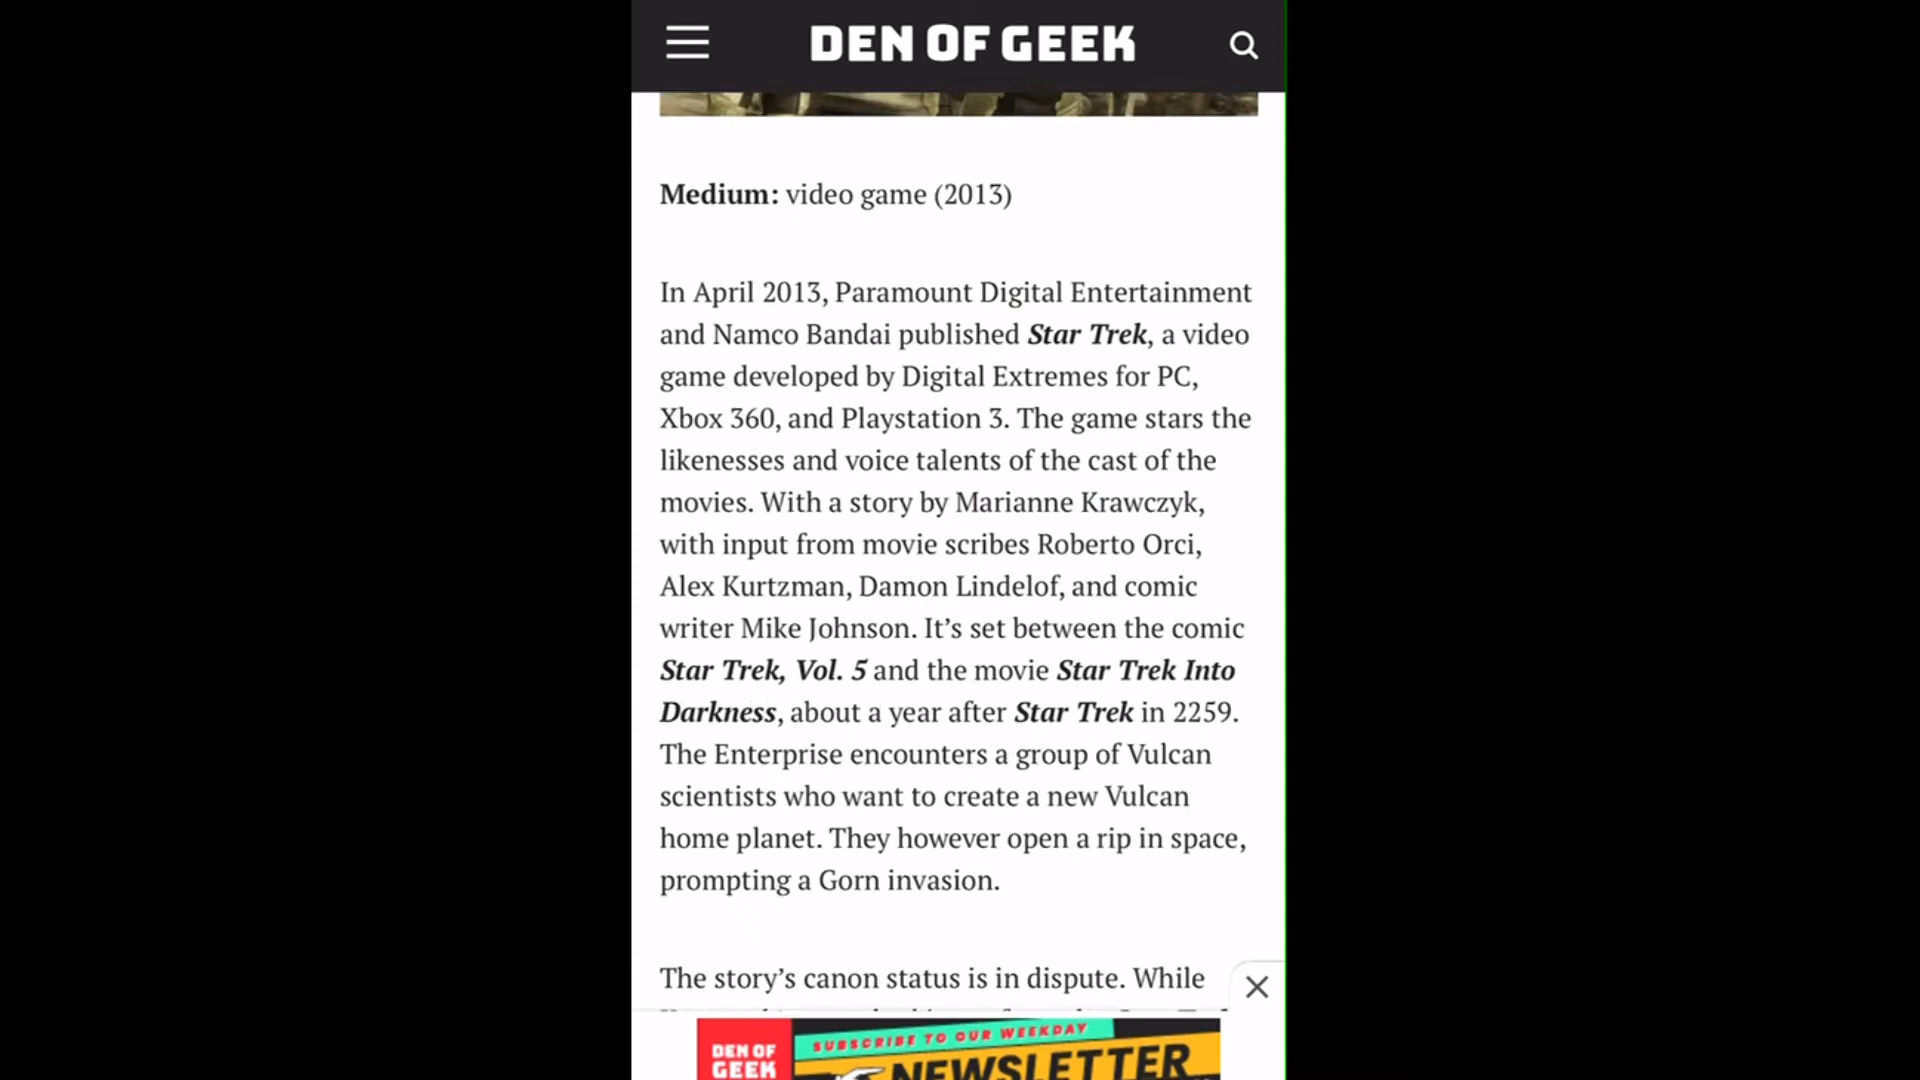 DEN OF GEEK
Medium: video game (2013)
In April 2013, Paramount Digital Entertainment
and Namco Bandai published Star Trek, a video
game developed by Digital Extremes for PC,
Xbox 360, and Playstation 3. The game stars the
likenesses and voice talents of the cast of the
movies. With a story by Marianne Krawczyk,
with input from movie scribes Roberto Orci,
Alex Kurtzman, Damon Lindelof, and comic
writer Mike Johnson. It’s set between the comic
Star Trek, Vol. 5 and the movie Star Trek Into
Darkness, about a year after Star Trek in 2259.
The Enterprise encounters a group of Vulcan
scientists who want to create a new Vulcan
home planet. They however open a rip in space,
prompting a Gorn invasion.
The story’s canon status is in dispute. While
SUBSCRIBE TO OUR WEEKDAY
DEN OF
GEEK
NEWSLETTER